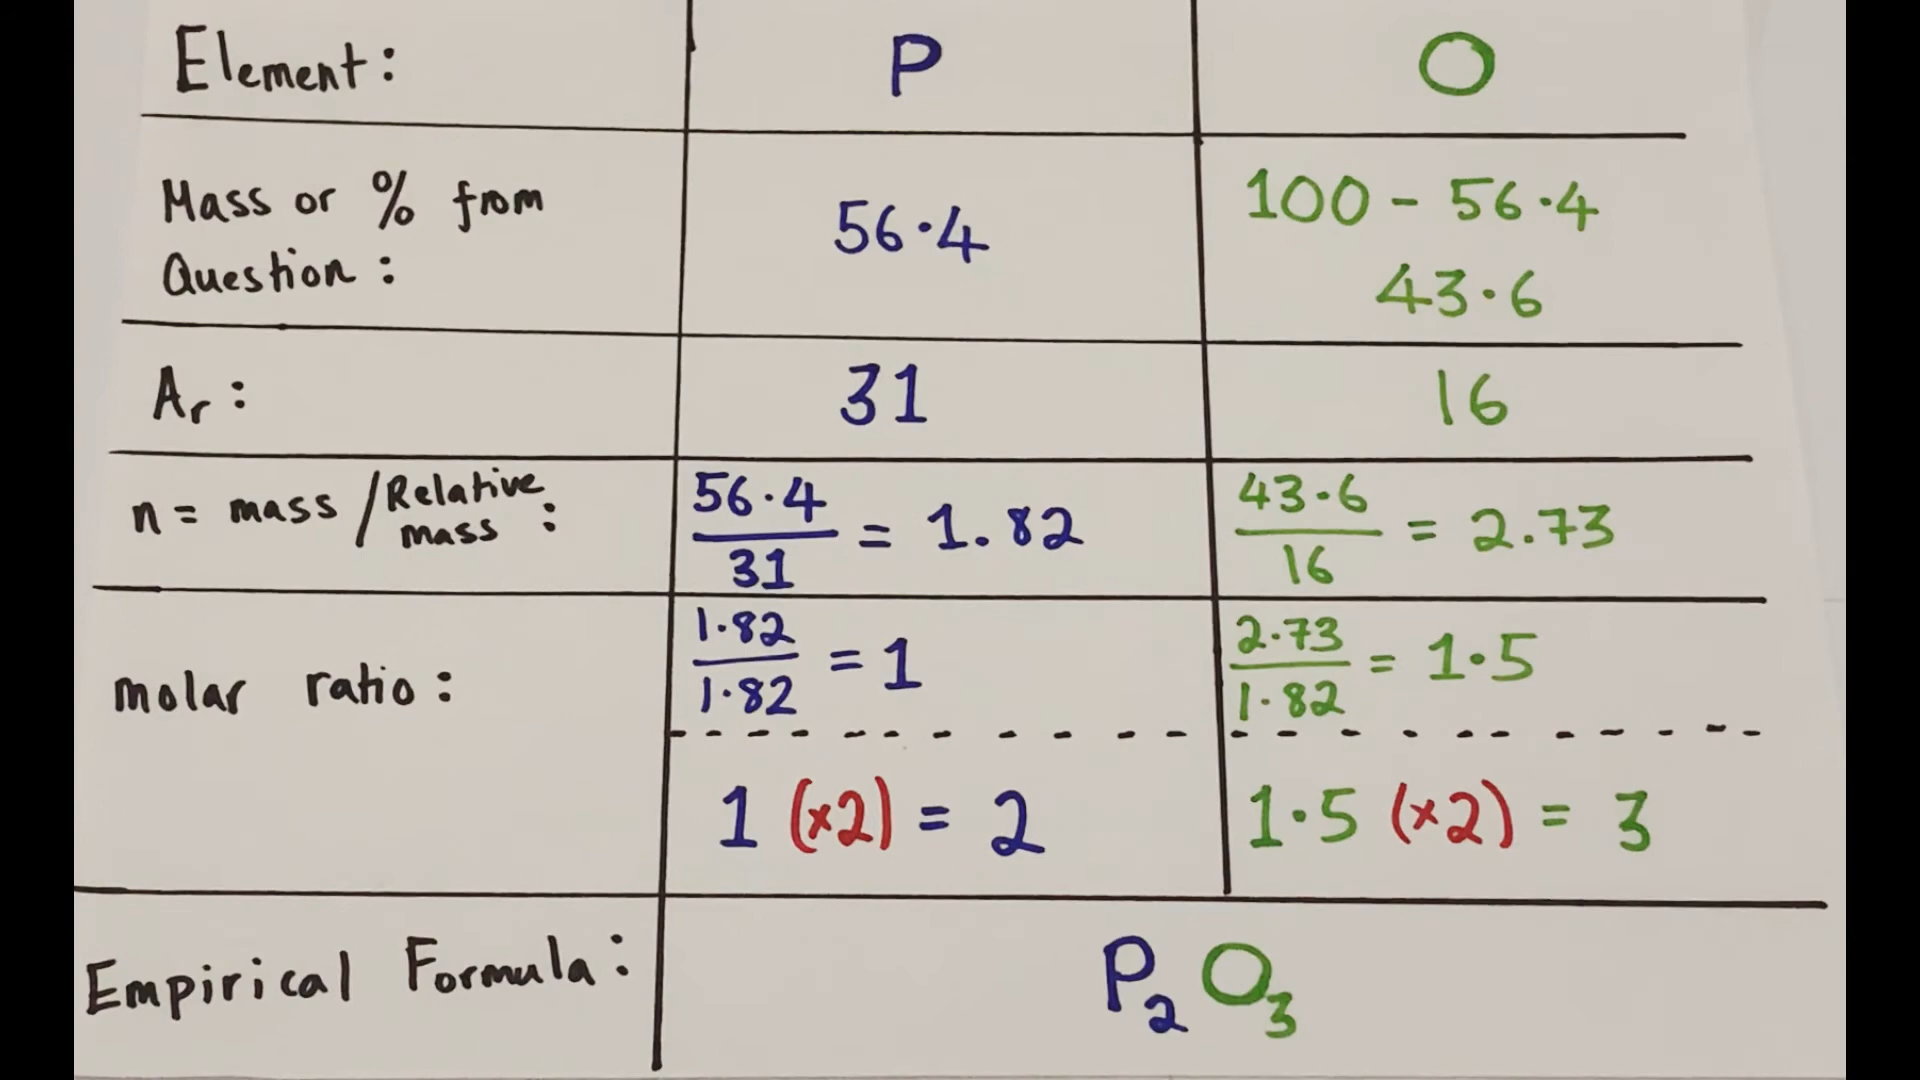 Element: P O
Mass or % from Question: 56.4 100 - 56.4
43.6
Ar: 31 16
n = mass / Relative mass: 56.4/31 = 1.82 43.6/16 = 2.73
molar ratio: 1.82/1.82 = 1 2.73/1.82 = 1.5
1 (×2) = 2 1.5 (×2) = 3
Empirical Formula: P₂O₃